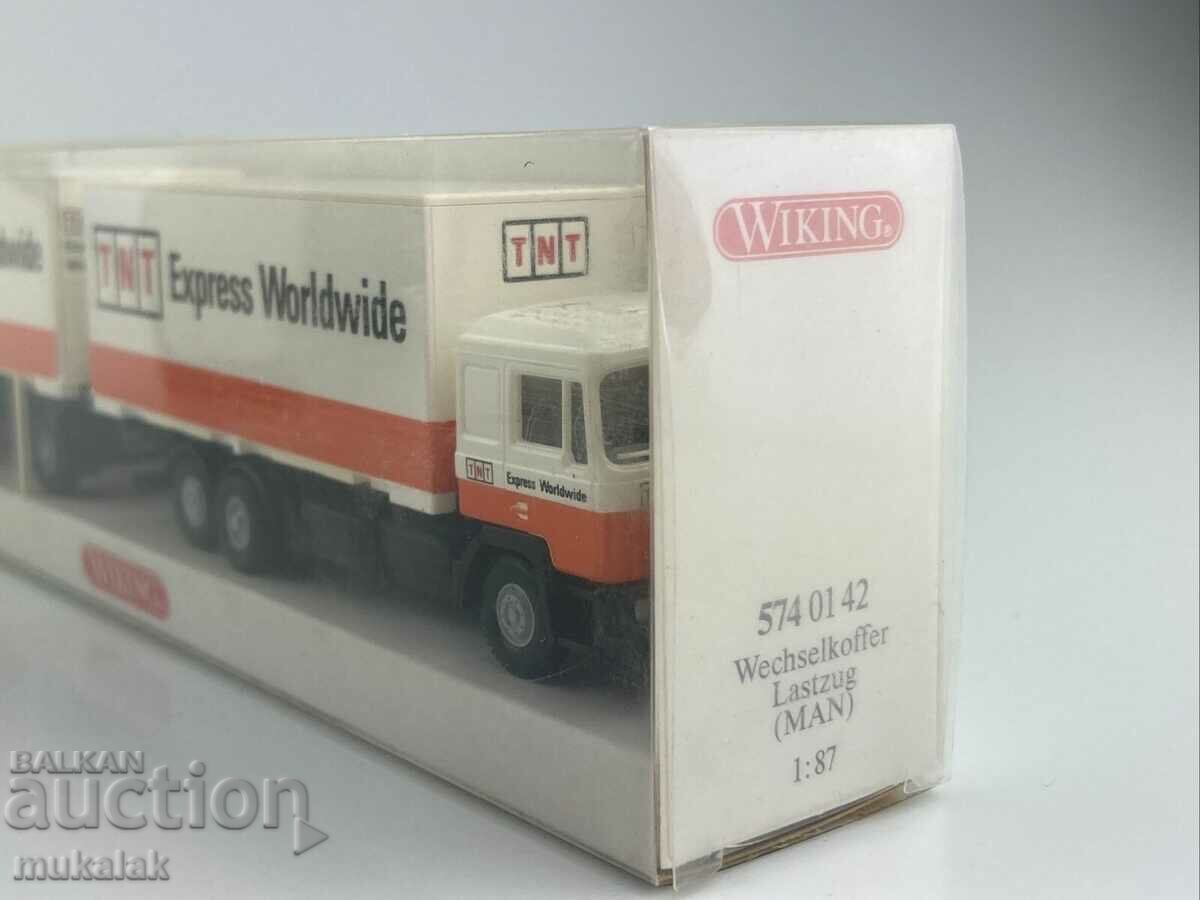 WIKING®
TNT
TNT Express Worldwide
TNT
Express Worldwide
WIKING
574 01 42
Wechselkoffer
Lastzug
(MAN)
1:87
BALKAN
auction
mukalak